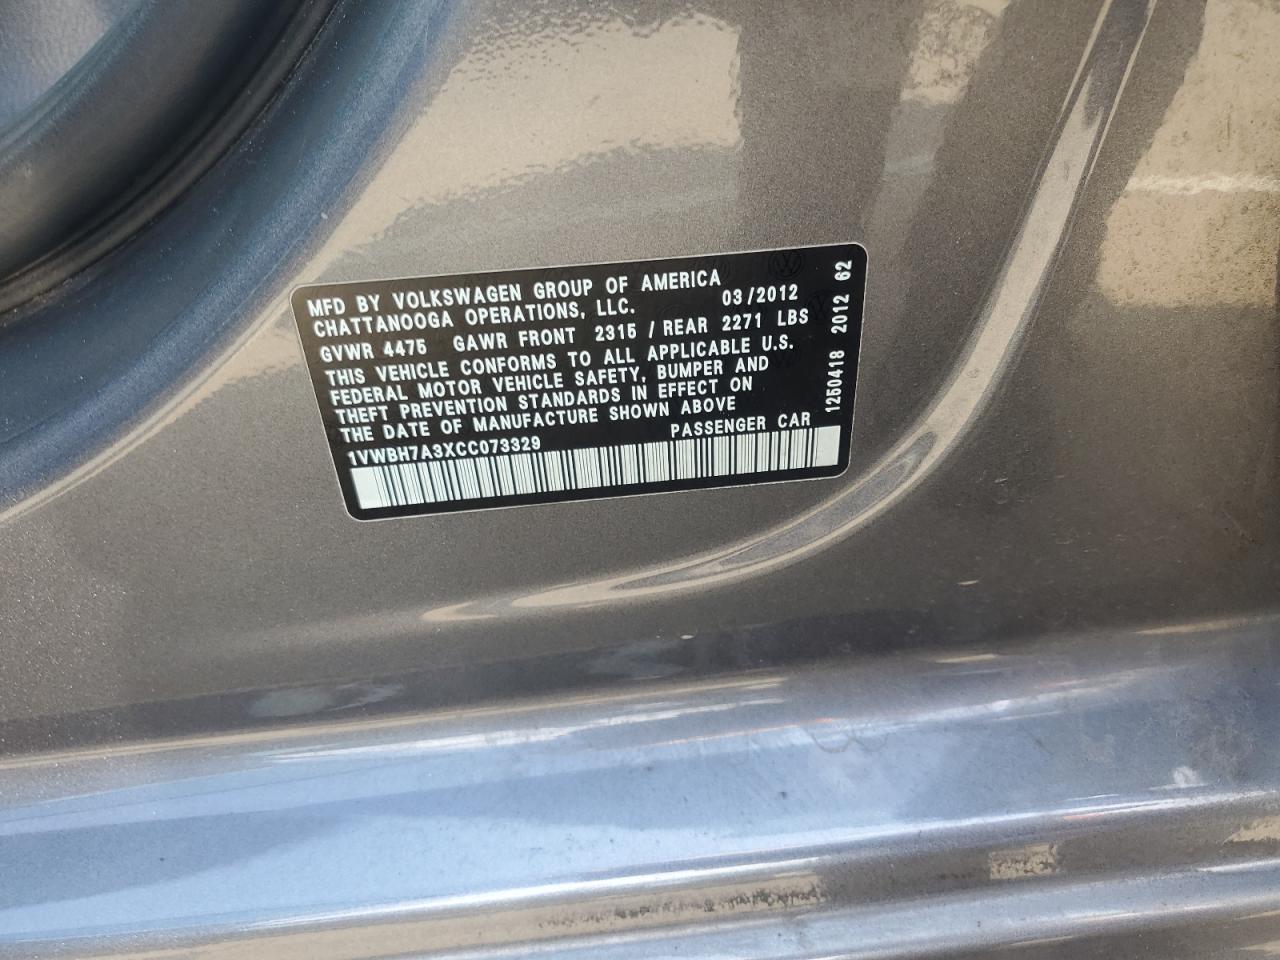 MFD BY VOLKSWAGEN GROUP OF AMERICA
CHATTANOOGA OPERATIONS, LLC. 03/2012
GVWR 4475 GAWR FRONT 2315 / REAR 2271 LBS
THIS VEHICLE CONFORMS TO ALL APPLICABLE U.S.
FEDERAL MOTOR VEHICLE SAFETY, BUMPER AND
THEFT PREVENTION STANDARDS IN EFFECT ON
THE DATE OF MANUFACTURE SHOWN ABOVE
1VWBH7A3XCC073329 PASSENGER CAR
1250418 2012 62